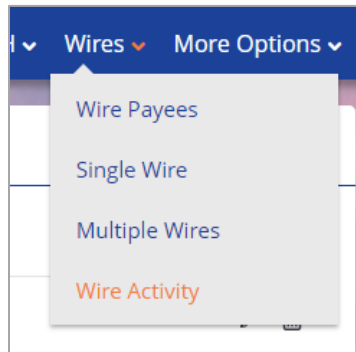 Wires More Options
Wire Payees
Single Wire
Multiple Wires
Wire Activity